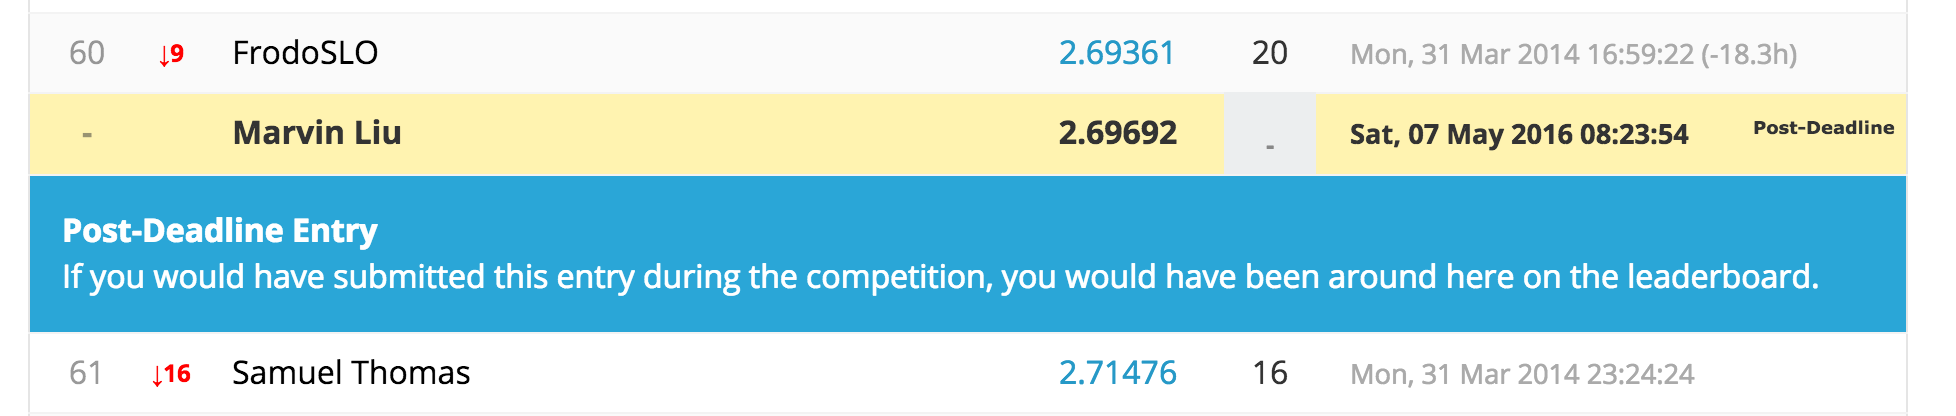 60 ↓9 FrodoSLO 2.69361 20 Mon, 31 Mar 2014 16:59:22 (-18.3h)
- Marvin Liu 2.69692 - Sat, 07 May 2016 08:23:54 Post-Deadline
Post-Deadline Entry
If you would have submitted this entry during the competition, you would have been around here on the leaderboard.
61 ↓16 Samuel Thomas 2.71476 16 Mon, 31 Mar 2014 23:24:24